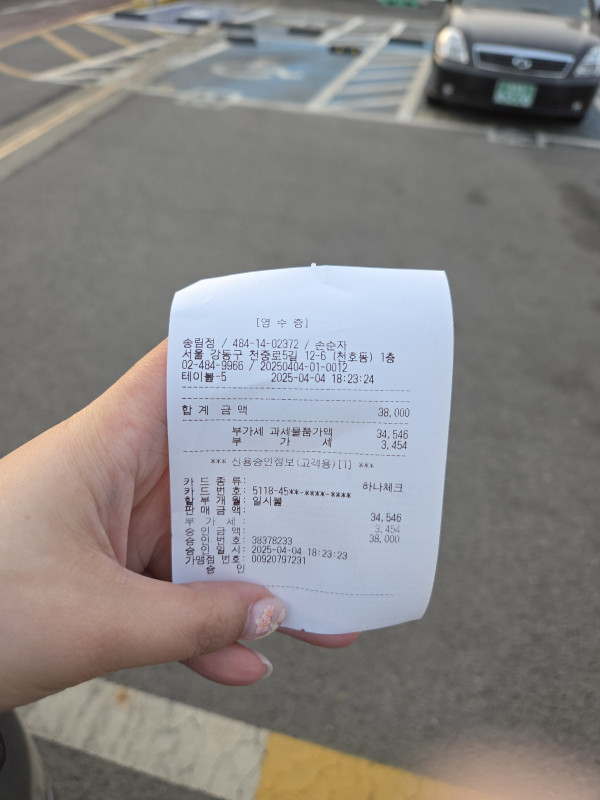 [영 수 증]
송림정 / 484-14-02372 / 손순자
서울 강동구 천중로5길 12-6 (천호동) 1층
02-484-9966 / 20250404-01-0012
테이블-5 2025-04-04 18:23:24
합 계 금 액 38,000
부가세 과세물품가액 34,546
부 가 세 3,454
*** 신용승인정보(고객용)[1] ***
카 드 종 류 : 하나체크
카 드 번 호 : 5118-45**-****-****
할 부 개 월 : 일시불
판 매 금 액 : 34,546
부 가 세 : 3,454
승 인 금 액 : 38,000
승 인 번 호 : 38378233
승 인 일 시 : 2025-04-04 18:23:23
가맹점 번호 : 00920797231
승 인